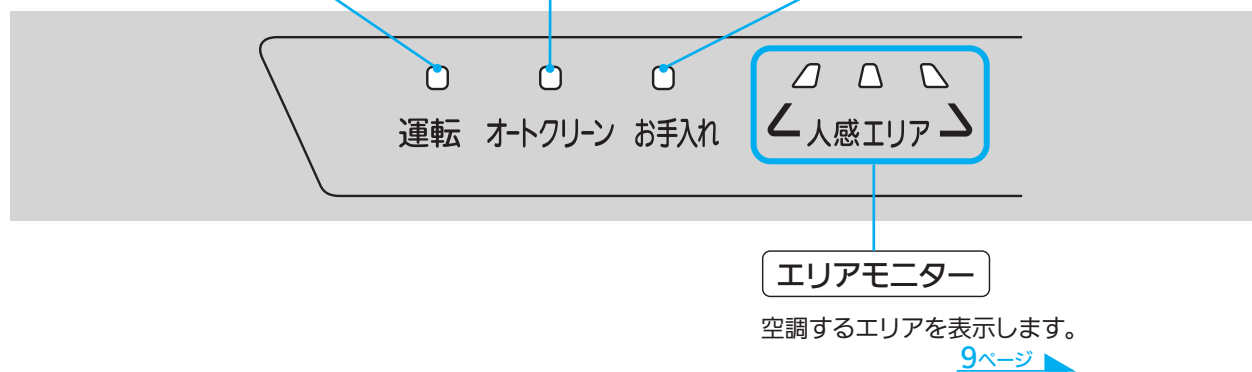 運転 オートクリーン お手入れ 人感エリア
エリアモニター
空調するエリアを表示します。
9ページ